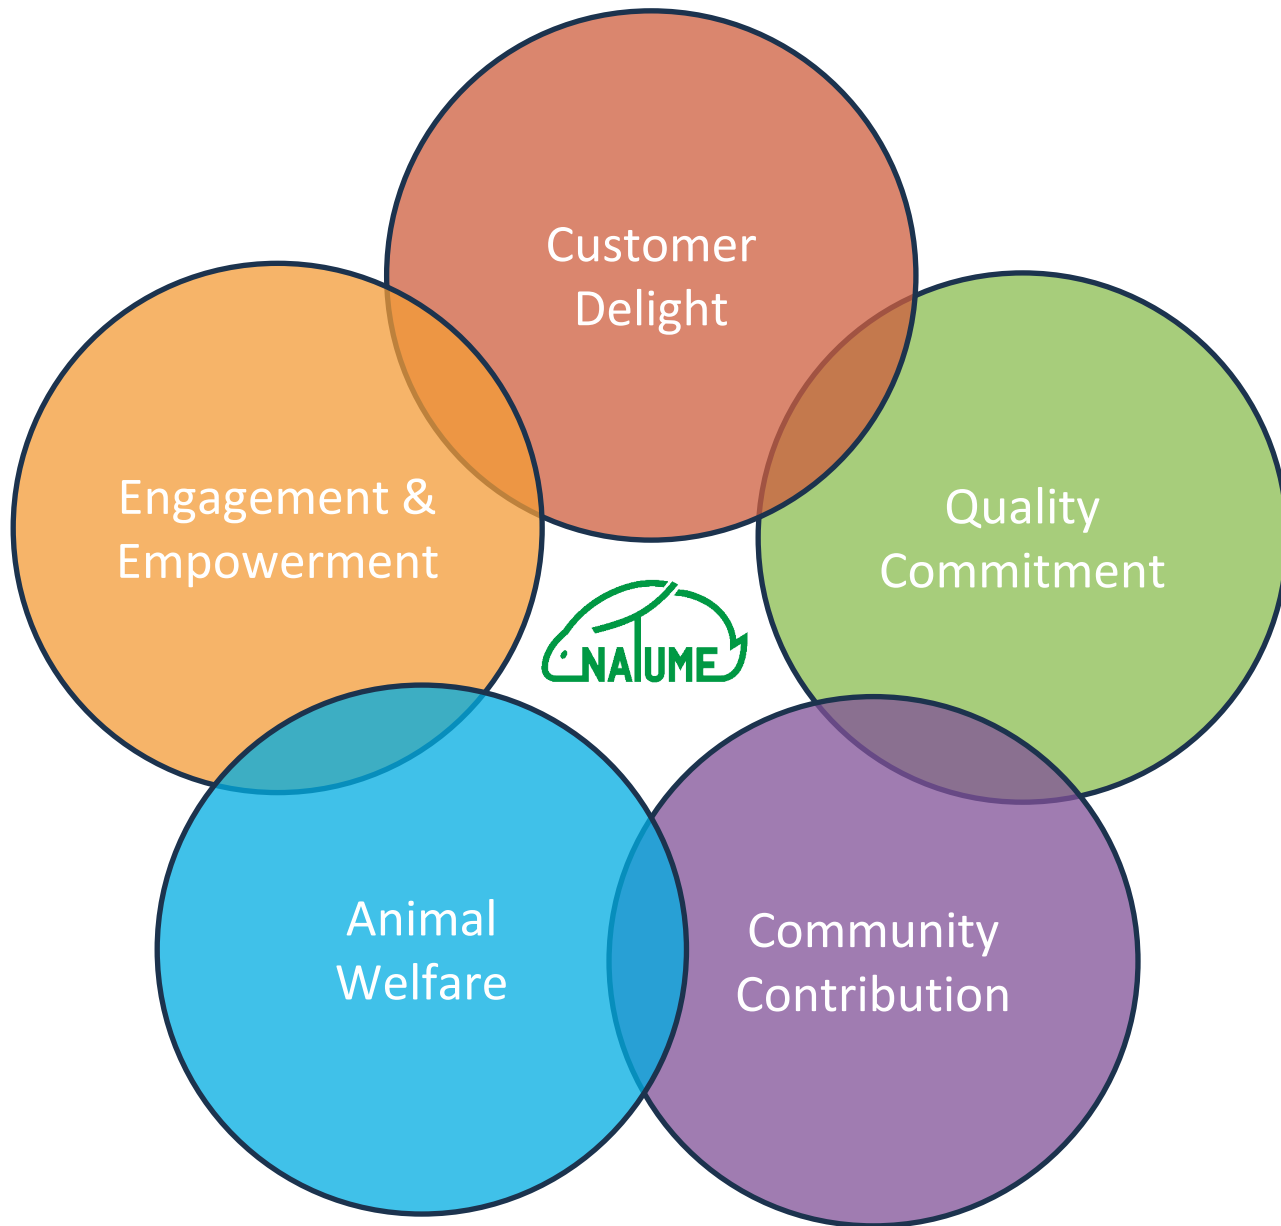 Customer
Delight
Engagement &
Empowerment
Quality
Commitment
NATUME
Animal
Welfare
Community
Contribution